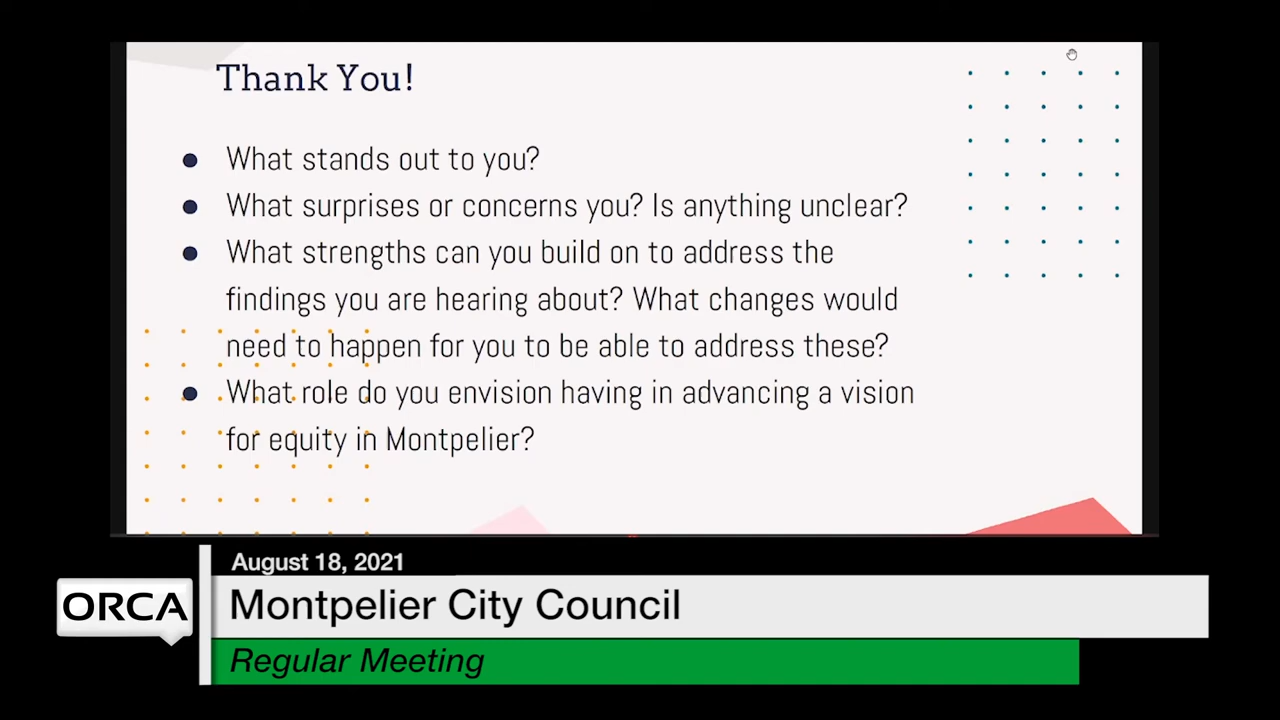 Thank You!
● What stands out to you?
● What surprises or concerns you? Is anything unclear?
● What strengths can you build on to address the
findings you are hearing about? What changes would
need to happen for you to be able to address these?
● What role do you envision having in advancing a vision
for equity in Montpelier?
August 18, 2021
ORCA
Montpelier City Council
Regular Meeting